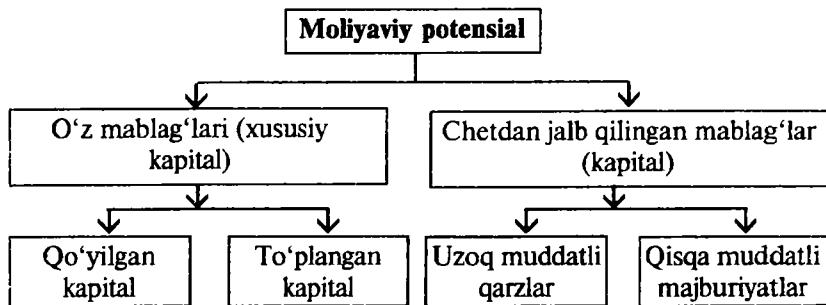 Moliyaviy potensial
O‘z mablag‘lari (xususiy
kapital)
Chetdan jalb qilingan mablag‘lar
(kapital)
Qo‘yilgan
kapital
To‘plangan
kapital
Uzoq muddatli
qarzlar
Qisqa muddatli
majburiyatlar